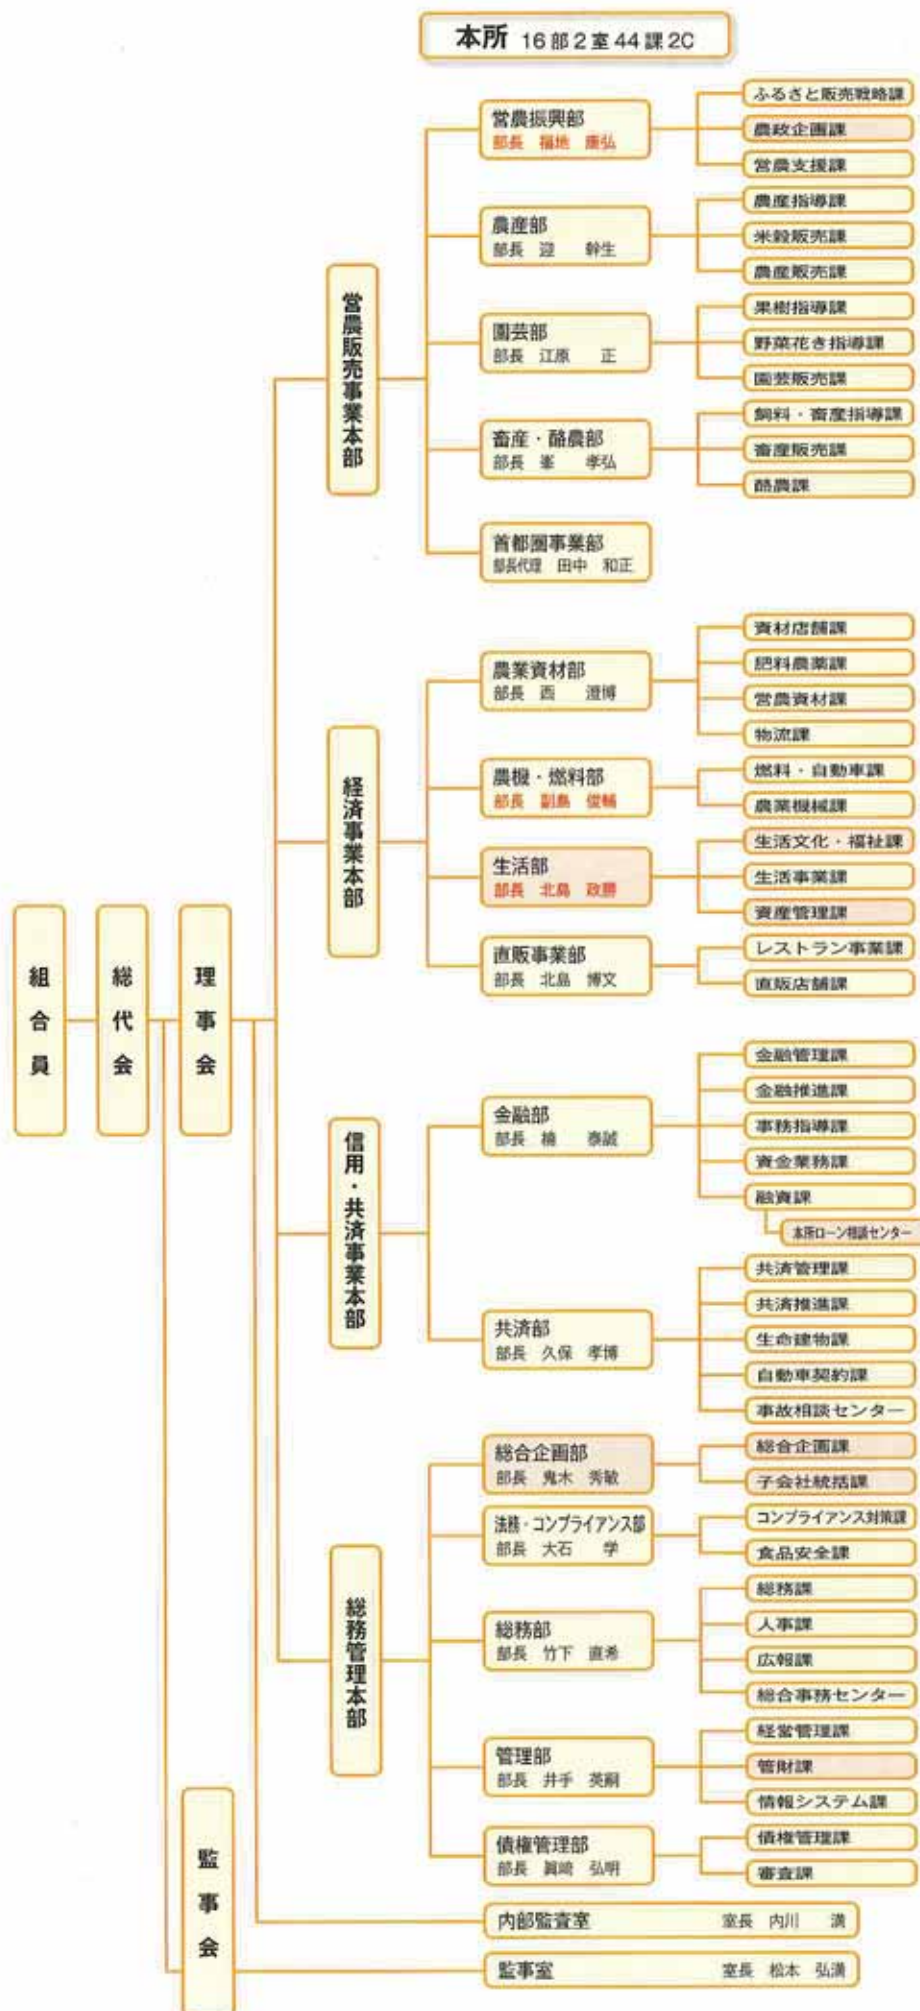 本所 16部2室44課2C
組合員
総代会
理事会
監事会
営農販売事業本部
営農振興部
部長 福地 康弘
ふるさと販売戦略課
農政企画課
営農支援課
農産部
部長 迎 幹生
農産指導課
米穀販売課
農産販売課
園芸部
部長 江原 正
果樹指導課
野菜花き指導課
園芸販売課
畜産・酪農部
部長 峯 孝弘
飼料・畜産指導課
畜産販売課
酪農課
首都圏事業部
部長代理 田中 和正
経済事業本部
農業資材部
部長 西 澄博
資材店舗課
肥料農薬課
営農資材課
物流課
農機・燃料部
部長 副島 俊輔
燃料・自動車課
農業機械課
生活部
部長 北島 政勝
生活文化・福祉課
生活事業課
資産管理課
直販事業部
部長 北島 博文
レストラン事業課
直販店舗課
信用・共済事業本部
金融部
部長 楠 泰誠
金融管理課
金融推進課
事務指導課
資金業務課
融資課
本所ローン相談センター
共済部
部長 久保 孝博
共済管理課
共済推進課
生命建物課
自動車契約課
事故相談センター
総務管理本部
総合企画部
部長 鬼木 秀敏
総合企画課
子会社統括課
法務・コンプライアンス部
部長 大石 学
コンプライアンス対策課
食品安全課
総務部
部長 竹下 直希
総務課
人事課
広報課
総合事務センター
管理部
部長 井手 英嗣
経営管理課
管財課
情報システム課
債権管理部
部長 眞﨑 弘明
債権管理課
審査課
内部監査室 室長 内川 満
監事室 室長 松本 弘満